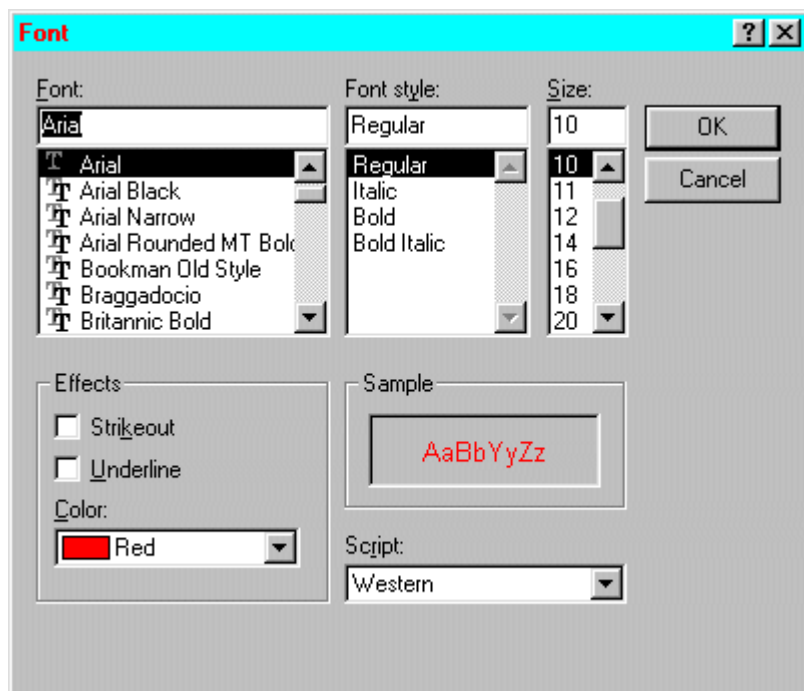 Font
Font: Font style: Size:
Arial Regular 10 OK
Arial Regular 10 Cancel
Arial Black Italic 11
Arial Narrow Bold 12
Arial Rounded MT Bold Bold Italic 14
Bookman Old Style 16
Braggadocio 18
Britannic Bold 20
Effects Sample
Strikeout AaBbYyZz
Underline
Color:
Red Script:
Western